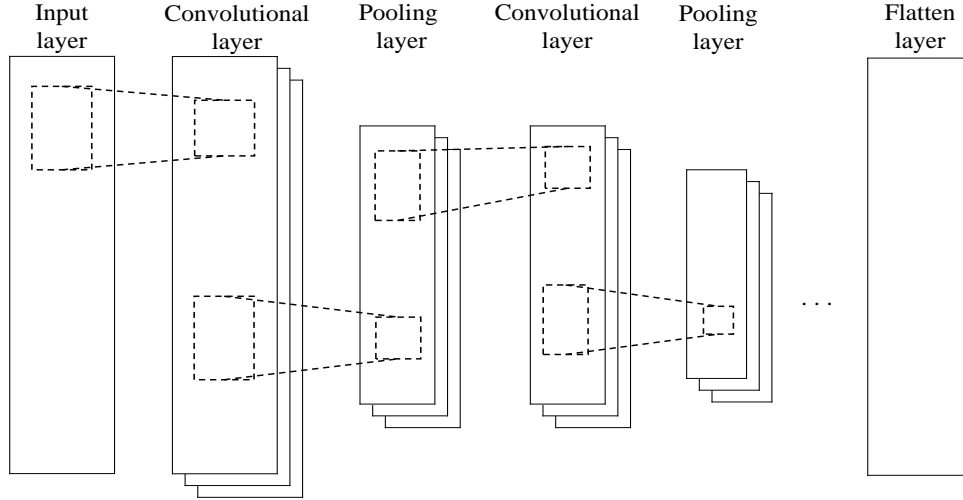 Input
layer
Convolutional
layer
Pooling
layer
Convolutional
layer
Pooling
layer
Flatten
layer
. . .